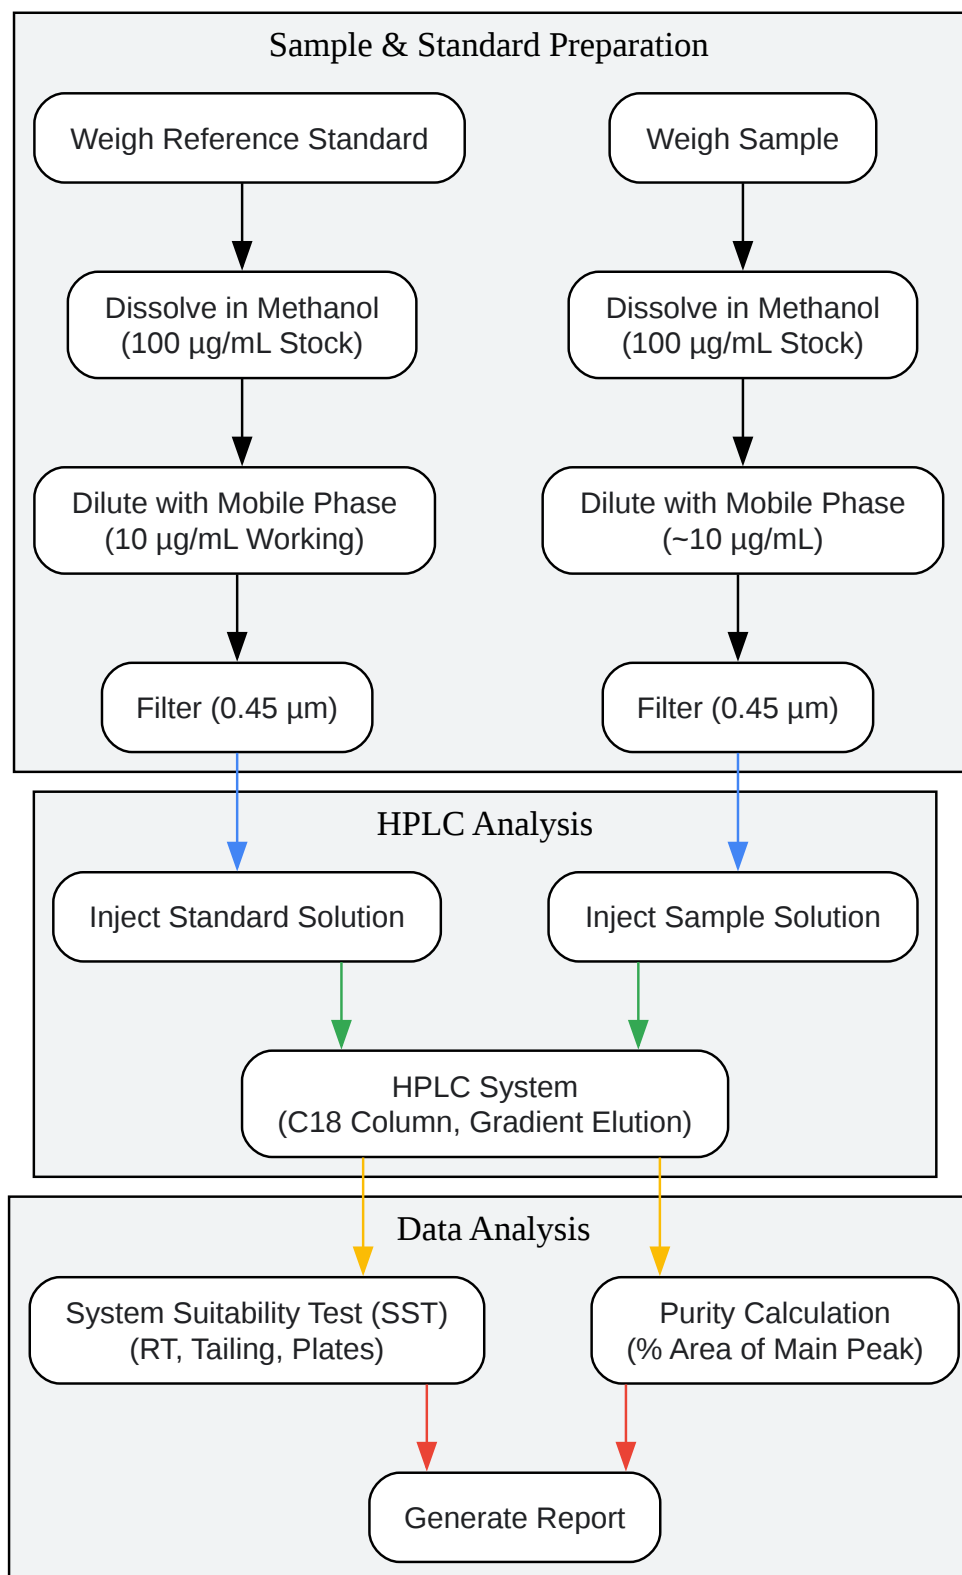 Sample & Standard Preparation
Weigh Reference Standard
Weigh Sample
Dissolve in Methanol
(100 µg/mL Stock)
Dissolve in Methanol
(100 µg/mL Stock)
Dilute with Mobile Phase
(10 µg/mL Working)
Dilute with Mobile Phase
(~10 µg/mL)
Filter (0.45 µm)
Filter (0.45 µm)
HPLC Analysis
Inject Standard Solution
Inject Sample Solution
HPLC System
(C18 Column, Gradient Elution)
Data Analysis
System Suitability Test (SST)
(RT, Tailing, Plates)
Purity Calculation
(% Area of Main Peak)
Generate Report